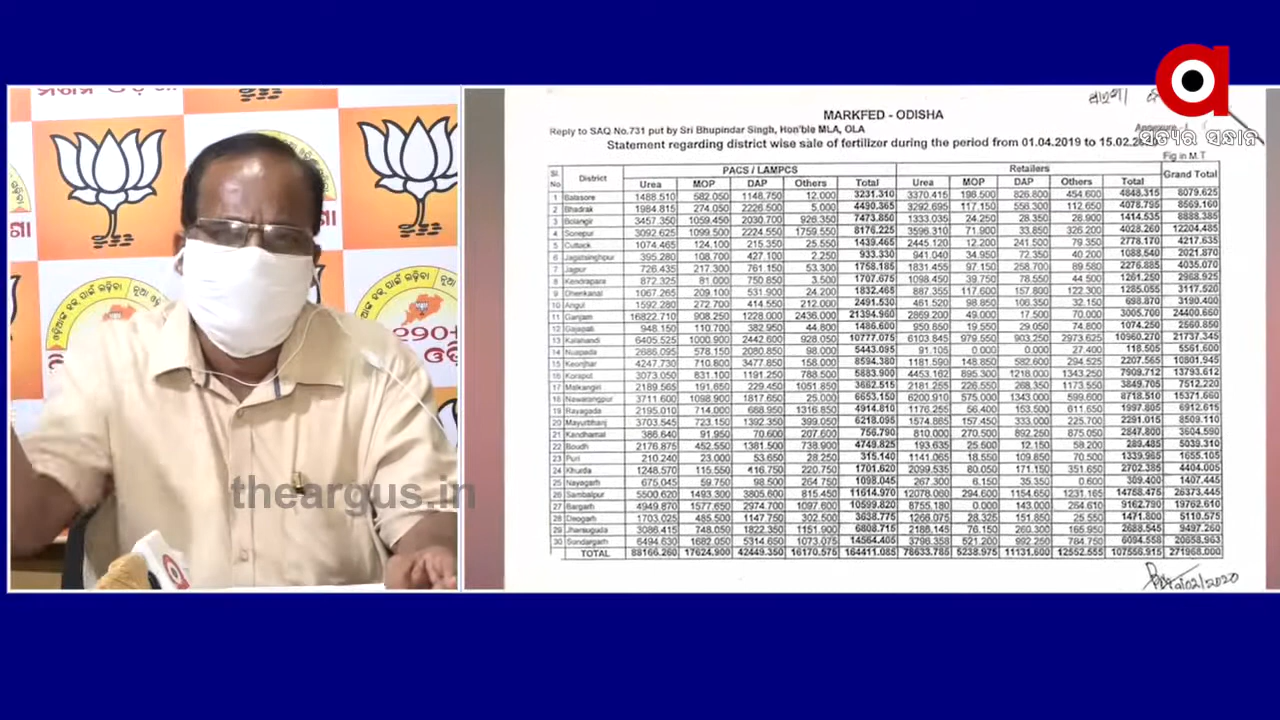 ସତ୍ୟର ସନ୍ଧାନ
theargus.in
MARKFED - ODISHA
Reply to SAQ No.731 put by Sri Bhupindar Singh, Hon'ble MLA, OLA
Statement regarding district wise sale of fertilizer during the period from 01.04.2019 to 15.02.2020
Fig in M.T
Sl. No District PACS / LAMPCS Retailers Grand Total
Urea MOP DAP Others Total Urea MOP DAP Others Total
1 Balasore 1488.510 582.050 1148.750 12.000 3231.310 3370.415 196.500 826.800 454.600 4848.315 8079.625
2 Bhadrak 1984.815 274.050 2226.500 5.000 4490.365 3292.695 117.150 556.300 112.650 4078.795 8569.160
3 Bolangir 3457.350 1059.450 2030.700 926.350 7473.850 1333.035 24.250 28.350 28.900 1414.535 8888.385
4 Sonepur 3092.625 1099.500 2224.550 1759.550 8176.225 3596.310 71.900 33.850 326.200 4028.260 12204.485
5 Cuttack 1074.465 124.100 215.350 25.550 1439.465 2445.120 12.200 241.500 79.350 2778.170 4217.635
6 Jagatsinghpur 395.280 108.700 427.100 2.250 933.330 941.040 34.950 72.350 40.200 1088.540 2021.870
7 Jajpur 726.435 217.300 761.150 53.300 1758.185 1831.455 97.150 258.700 89.580 2276.885 4035.070
8 Kendrapara 872.325 81.000 750.850 3.500 1707.675 1098.450 39.750 78.550 44.500 1261.250 2968.925
9 Dhenkanal 1067.265 209.100 531.900 24.200 1832.465 887.355 117.600 157.800 122.300 1285.055 3117.520
10 Angul 1592.280 272.700 414.550 212.000 2491.530 461.520 98.850 106.350 32.150 698.870 3190.400
11 Ganjam 16822.710 908.250 1228.000 2436.000 21394.960 2869.200 49.000 17.500 70.000 3005.700 24400.660
12 Gajapati 948.150 110.700 382.950 44.800 1486.600 950.850 19.550 29.050 74.800 1074.250 2560.850
13 Kalahandi 6405.525 1000.900 2442.600 928.050 10777.075 6103.845 979.550 903.250 2973.625 10960.270 21737.345
14 Nuapada 2686.095 578.150 2080.850 98.000 5443.095 91.105 0.000 0.000 27.400 118.505 5561.600
15 Keonjhar 4247.730 710.800 3477.850 158.000 8594.380 1181.590 148.850 582.600 294.525 2207.565 10801.945
16 Koraput 3073.050 831.100 1191.250 788.500 5883.900 4453.162 895.300 1218.000 1343.250 7909.712 13793.612
17 Malkangiri 2189.565 191.650 229.450 1051.850 3662.515 2181.255 226.550 268.350 1173.550 3849.705 7512.220
18 Nawarangpur 3711.600 1098.900 1817.650 25.000 6653.150 6200.910 575.000 1343.000 599.600 8718.510 15371.660
19 Rayagada 2195.010 714.000 688.950 1316.850 4914.810 1176.255 56.400 153.500 611.650 1997.805 6912.615
20 Mayurbhanj 3703.545 723.150 1392.350 399.050 6218.095 1574.865 157.450 333.000 225.700 2291.015 8509.110
21 Kandhamal 386.640 91.950 70.600 207.600 756.790 810.000 270.500 892.250 875.050 2847.800 3604.590
22 Boudh 2176.875 452.550 1381.500 738.900 4749.825 193.635 25.500 12.150 58.200 289.485 5039.310
23 Puri 210.240 23.000 53.650 28.250 315.140 1141.065 18.550 109.850 70.500 1339.965 1655.105
24 Khurda 1248.570 115.550 416.750 220.750 1701.620 2099.535 80.050 171.150 351.650 2702.385 4404.005
25 Nayagarh 675.045 59.750 98.500 264.750 1098.045 267.300 6.150 35.350 0.600 309.400 1407.445
26 Sambalpur 5500.620 1493.300 3805.600 815.450 11614.970 12078.060 294.600 1154.650 1231.165 14758.475 26373.445
27 Bargarh 4949.870 1577.650 2974.700 1097.600 10599.820 8755.180 0.000 143.000 264.610 9162.790 19762.610
28 Deogarh 1703.025 485.500 1147.750 302.500 3638.775 1268.075 28.325 151.850 25.550 1471.800 5110.575
29 Jharsuguda 3086.415 748.050 1822.350 1151.900 6808.715 2188.145 76.150 260.300 165.950 2688.545 9497.260
30 Sundargarh 6494.630 1682.050 5314.650 1073.075 14564.405 3796.358 521.200 992.250 784.750 6094.558 20658.963
TOTAL 88166.260 17624.900 42449.350 16170.575 164411.085 78633.785 5238.975 11131.600 12552.555 107556.915 271968.000